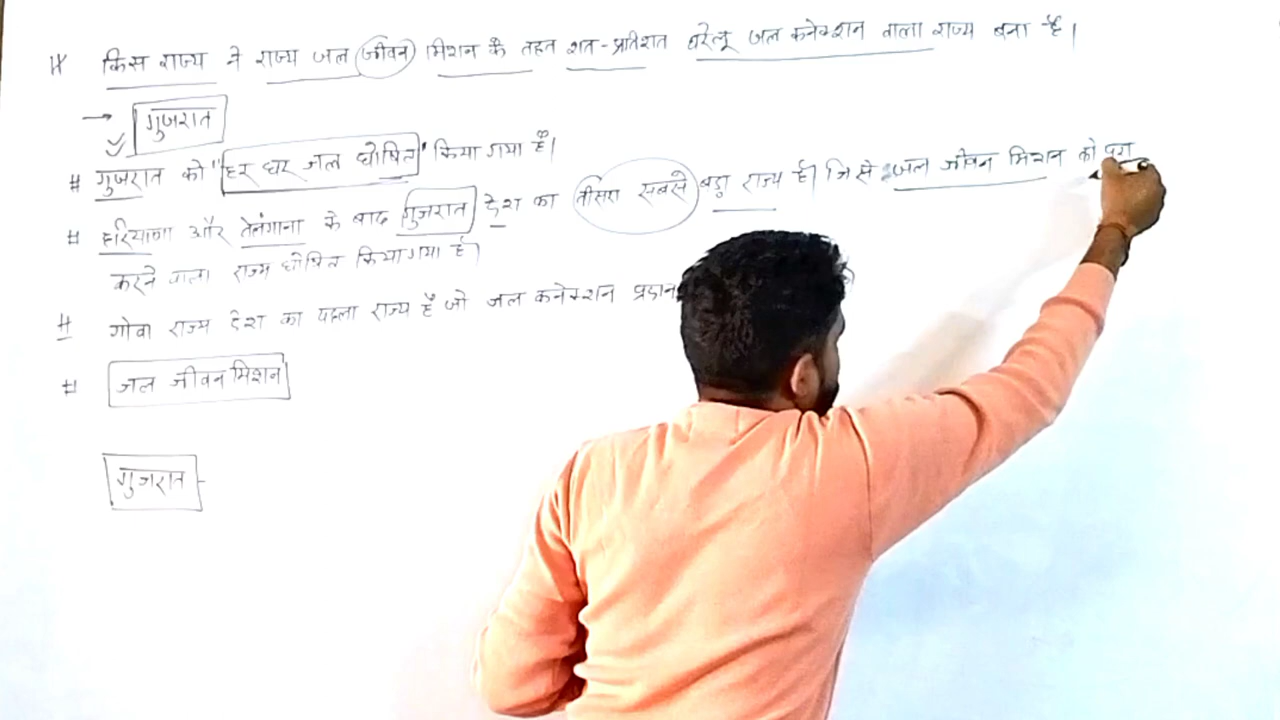 # किस राज्य ने राज्य जल जीवन मिशन के तहत शत-प्रतिशत घरेलू जल कनेक्शन वाला राज्य बना है।
→ गुजरात
# गुजरात को "हर घर जल घोषित" किया गया है।
# हरियाणा और तेलंगाना के बाद गुजरात देश का तीसरा सबसे बड़ा राज्य है। जिसे जल जीवन मिशन को पूरा
करने वाला राज्य घोषित किया गया है।
# गोवा राज्य देश का पहला राज्य है जो जल कनेक्शन प्रदान
# जल जीवन मिशन
गुजरात -